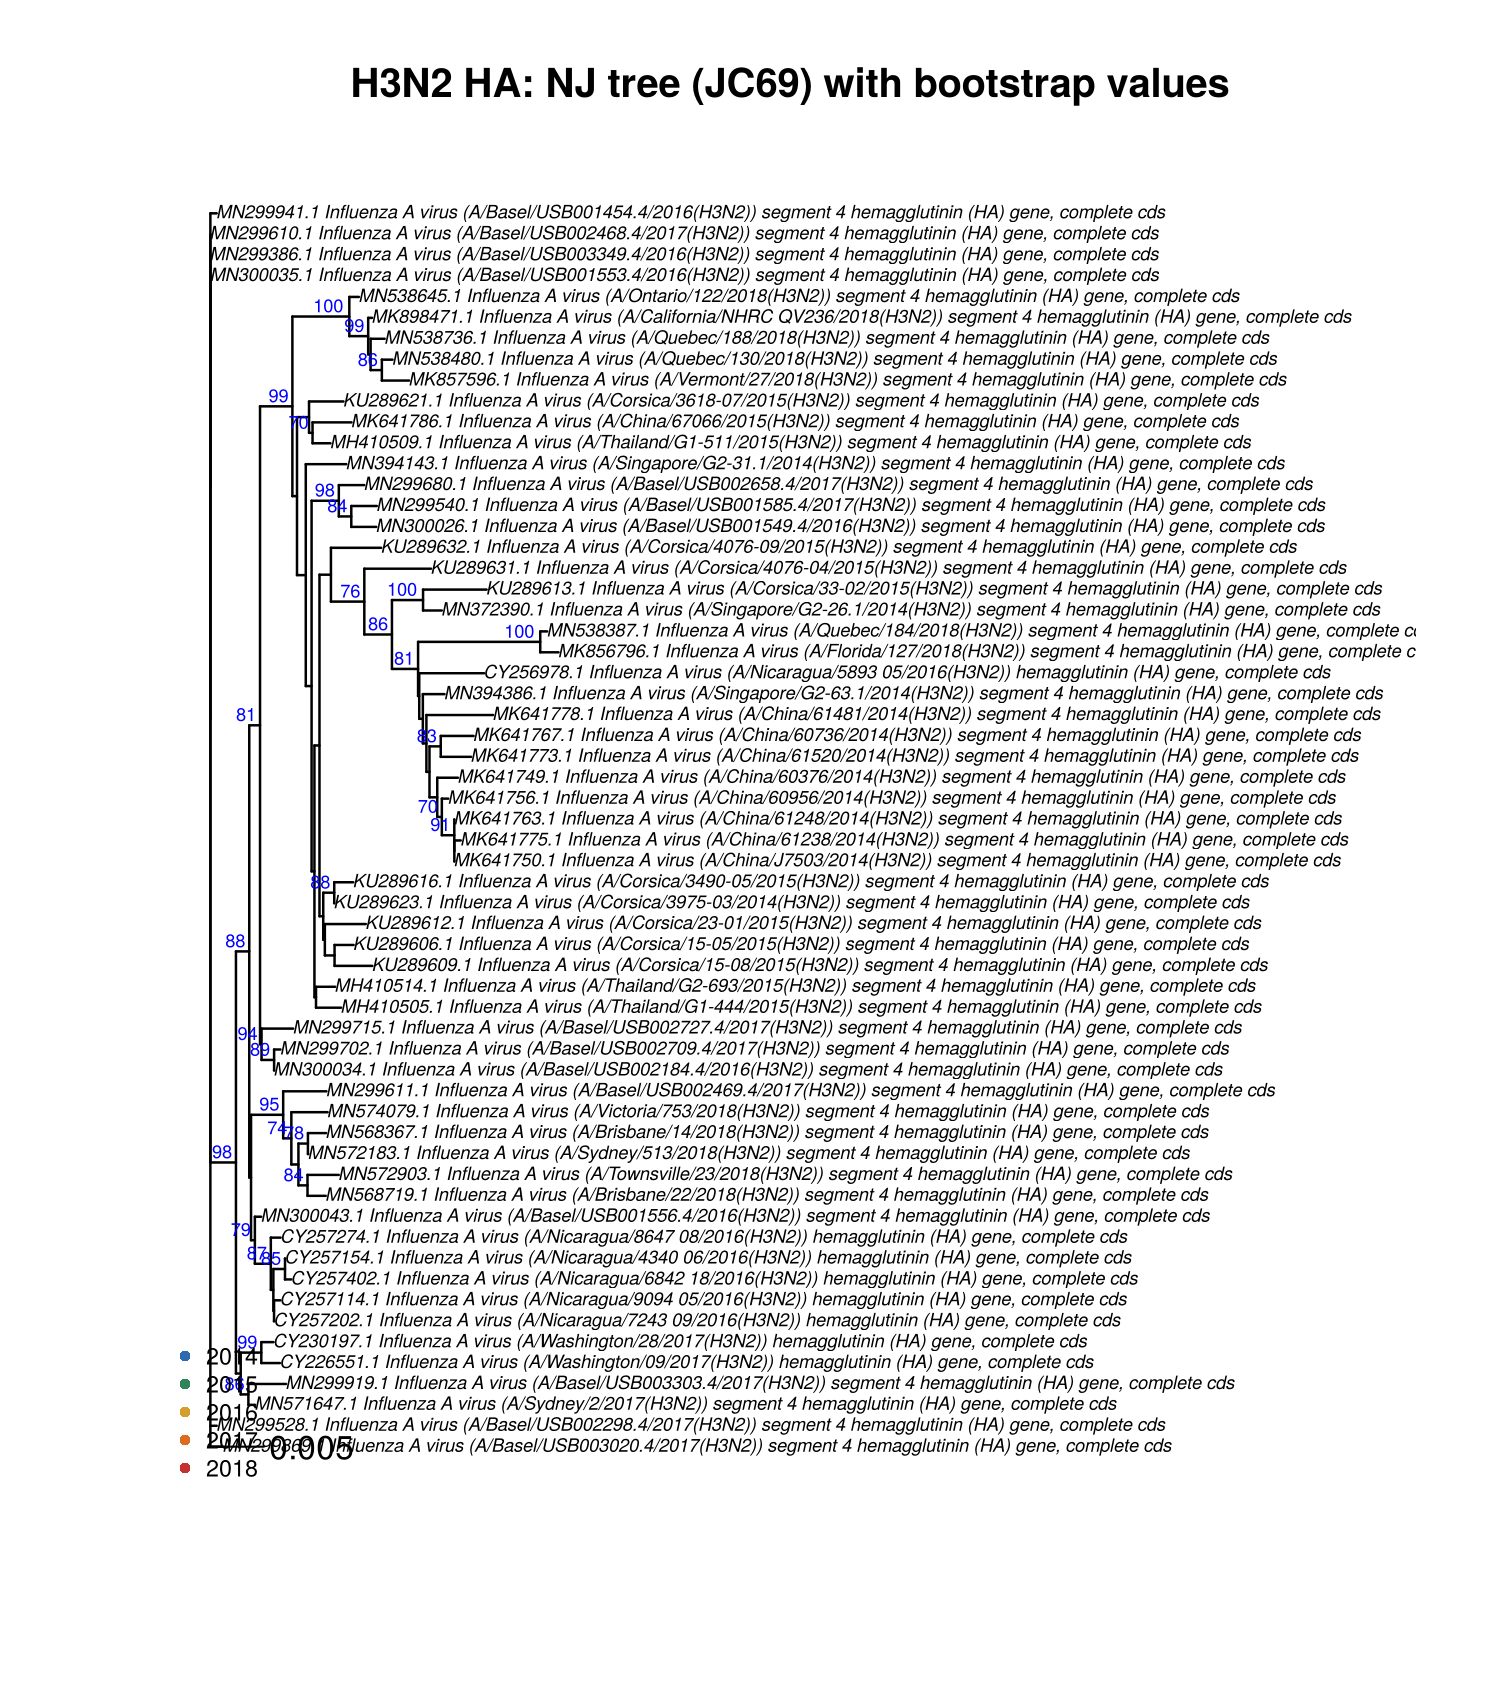 H3N2 HA: NJ tree (JC69) with bootstrap values
MN299941.1 Influenza A virus (A/Basel/USB001454.4/2016(H3N2)) segment 4 hemagglutinin (HA) gene, complete cds
MN299610.1 Influenza A virus (A/Basel/USB002468.4/2017(H3N2)) segment 4 hemagglutinin (HA) gene, complete cds
MN299386.1 Influenza A virus (A/Basel/USB003349.4/2016(H3N2)) segment 4 hemagglutinin (HA) gene, complete cds
MN300035.1 Influenza A virus (A/Basel/USB001553.4/2016(H3N2)) segment 4 hemagglutinin (HA) gene, complete cds
100 MN538645.1 Influenza A virus (A/Ontario/122/2018(H3N2)) segment 4 hemagglutinin (HA) gene, complete cds
99 MK898471.1 Influenza A virus (A/California/NHRC QV236/2018(H3N2)) segment 4 hemagglutinin (HA) gene, complete cds
MN538736.1 Influenza A virus (A/Quebec/188/2018(H3N2)) segment 4 hemagglutinin (HA) gene, complete cds
86 MN538480.1 Influenza A virus (A/Quebec/130/2018(H3N2)) segment 4 hemagglutinin (HA) gene, complete cds
MK857596.1 Influenza A virus (A/Vermont/27/2018(H3N2)) segment 4 hemagglutinin (HA) gene, complete cds
99 KU289621.1 Influenza A virus (A/Corsica/3618-07/2015(H3N2)) segment 4 hemagglutinin (HA) gene, complete cds
70 MK641786.1 Influenza A virus (A/China/67066/2015(H3N2)) segment 4 hemagglutinin (HA) gene, complete cds
MH410509.1 Influenza A virus (A/Thailand/G1-511/2015(H3N2)) segment 4 hemagglutinin (HA) gene, complete cds
MN394143.1 Influenza A virus (A/Singapore/G2-31.1/2014(H3N2)) segment 4 hemagglutinin (HA) gene, complete cds
98 MN299680.1 Influenza A virus (A/Basel/USB002658.4/2017(H3N2)) segment 4 hemagglutinin (HA) gene, complete cds
84 MN299540.1 Influenza A virus (A/Basel/USB001585.4/2017(H3N2)) segment 4 hemagglutinin (HA) gene, complete cds
MN300026.1 Influenza A virus (A/Basel/USB001549.4/2016(H3N2)) segment 4 hemagglutinin (HA) gene, complete cds
KU289632.1 Influenza A virus (A/Corsica/4076-09/2015(H3N2)) segment 4 hemagglutinin (HA) gene, complete cds
KU289631.1 Influenza A virus (A/Corsica/4076-04/2015(H3N2)) segment 4 hemagglutinin (HA) gene, complete cds
76 100 KU289613.1 Influenza A virus (A/Corsica/33-02/2015(H3N2)) segment 4 hemagglutinin (HA) gene, complete cds
MN372390.1 Influenza A virus (A/Singapore/G2-26.1/2014(H3N2)) segment 4 hemagglutinin (HA) gene, complete cds
86 100 MN538387.1 Influenza A virus (A/Quebec/184/2018(H3N2)) segment 4 hemagglutinin (HA) gene, complete c
81 MK856796.1 Influenza A virus (A/Florida/127/2018(H3N2)) segment 4 hemagglutinin (HA) gene, complete c
CY256978.1 Influenza A virus (A/Nicaragua/5893 05/2016(H3N2)) hemagglutinin (HA) gene, complete cds
MN394386.1 Influenza A virus (A/Singapore/G2-63.1/2014(H3N2)) segment 4 hemagglutinin (HA) gene, complete cds
81 MK641778.1 Influenza A virus (A/China/61481/2014(H3N2)) segment 4 hemagglutinin (HA) gene, complete cds
83 MK641767.1 Influenza A virus (A/China/60736/2014(H3N2)) segment 4 hemagglutinin (HA) gene, complete cds
MK641773.1 Influenza A virus (A/China/61520/2014(H3N2)) segment 4 hemagglutinin (HA) gene, complete cds
MK641749.1 Influenza A virus (A/China/60376/2014(H3N2)) segment 4 hemagglutinin (HA) gene, complete cds
70 MK641756.1 Influenza A virus (A/China/60956/2014(H3N2)) segment 4 hemagglutinin (HA) gene, complete cds
91 MK641763.1 Influenza A virus (A/China/61248/2014(H3N2)) segment 4 hemagglutinin (HA) gene, complete cds
MK641775.1 Influenza A virus (A/China/61238/2014(H3N2)) segment 4 hemagglutinin (HA) gene, complete cds
MK641750.1 Influenza A virus (A/China/J7503/2014(H3N2)) segment 4 hemagglutinin (HA) gene, complete cds
88 KU289616.1 Influenza A virus (A/Corsica/3490-05/2015(H3N2)) segment 4 hemagglutinin (HA) gene, complete cds
KU289623.1 Influenza A virus (A/Corsica/3975-03/2014(H3N2)) segment 4 hemagglutinin (HA) gene, complete cds
KU289612.1 Influenza A virus (A/Corsica/23-01/2015(H3N2)) segment 4 hemagglutinin (HA) gene, complete cds
88 KU289606.1 Influenza A virus (A/Corsica/15-05/2015(H3N2)) segment 4 hemagglutinin (HA) gene, complete cds
KU289609.1 Influenza A virus (A/Corsica/15-08/2015(H3N2)) segment 4 hemagglutinin (HA) gene, complete cds
MH410514.1 Influenza A virus (A/Thailand/G2-693/2015(H3N2)) segment 4 hemagglutinin (HA) gene, complete cds
MH410505.1 Influenza A virus (A/Thailand/G1-444/2015(H3N2)) segment 4 hemagglutinin (HA) gene, complete cds
94 MN299715.1 Influenza A virus (A/Basel/USB002727.4/2017(H3N2)) segment 4 hemagglutinin (HA) gene, complete cds
89 MN299702.1 Influenza A virus (A/Basel/USB002709.4/2017(H3N2)) segment 4 hemagglutinin (HA) gene, complete cds
MN300034.1 Influenza A virus (A/Basel/USB002184.4/2016(H3N2)) segment 4 hemagglutinin (HA) gene, complete cds
MN299611.1 Influenza A virus (A/Basel/USB002469.4/2017(H3N2)) segment 4 hemagglutinin (HA) gene, complete cds
95 MN574079.1 Influenza A virus (A/Victoria/753/2018(H3N2)) segment 4 hemagglutinin (HA) gene, complete cds
74 78 MN568367.1 Influenza A virus (A/Brisbane/14/2018(H3N2)) segment 4 hemagglutinin (HA) gene, complete cds
98 MN572183.1 Influenza A virus (A/Sydney/513/2018(H3N2)) segment 4 hemagglutinin (HA) gene, complete cds
84 MN572903.1 Influenza A virus (A/Townsville/23/2018(H3N2)) segment 4 hemagglutinin (HA) gene, complete cds
MN568719.1 Influenza A virus (A/Brisbane/22/2018(H3N2)) segment 4 hemagglutinin (HA) gene, complete cds
MN300043.1 Influenza A virus (A/Basel/USB001556.4/2016(H3N2)) segment 4 hemagglutinin (HA) gene, complete cds
79 CY257274.1 Influenza A virus (A/Nicaragua/8647 08/2016(H3N2)) hemagglutinin (HA) gene, complete cds
87 85 CY257154.1 Influenza A virus (A/Nicaragua/4340 06/2016(H3N2)) hemagglutinin (HA) gene, complete cds
CY257402.1 Influenza A virus (A/Nicaragua/6842 18/2016(H3N2)) hemagglutinin (HA) gene, complete cds
CY257114.1 Influenza A virus (A/Nicaragua/9094 05/2016(H3N2)) hemagglutinin (HA) gene, complete cds
CY257202.1 Influenza A virus (A/Nicaragua/7243 09/2016(H3N2)) hemagglutinin (HA) gene, complete cds
99 CY230197.1 Influenza A virus (A/Washington/28/2017(H3N2)) hemagglutinin (HA) gene, complete cds
2014 CY226551.1 Influenza A virus (A/Washington/09/2017(H3N2)) hemagglutinin (HA) gene, complete cds
2015 86 MN299919.1 Influenza A virus (A/Basel/USB003303.4/2017(H3N2)) segment 4 hemagglutinin (HA) gene, complete cds
2016 MN571647.1 Influenza A virus (A/Sydney/2/2017(H3N2)) segment 4 hemagglutinin (HA) gene, complete cds
MN299528.1 Influenza A virus (A/Basel/USB002298.4/2017(H3N2)) segment 4 hemagglutinin (HA) gene, complete cds
2017 0.005 Influenza A virus (A/Basel/USB003020.4/2017(H3N2)) segment 4 hemagglutinin (HA) gene, complete cds
2018